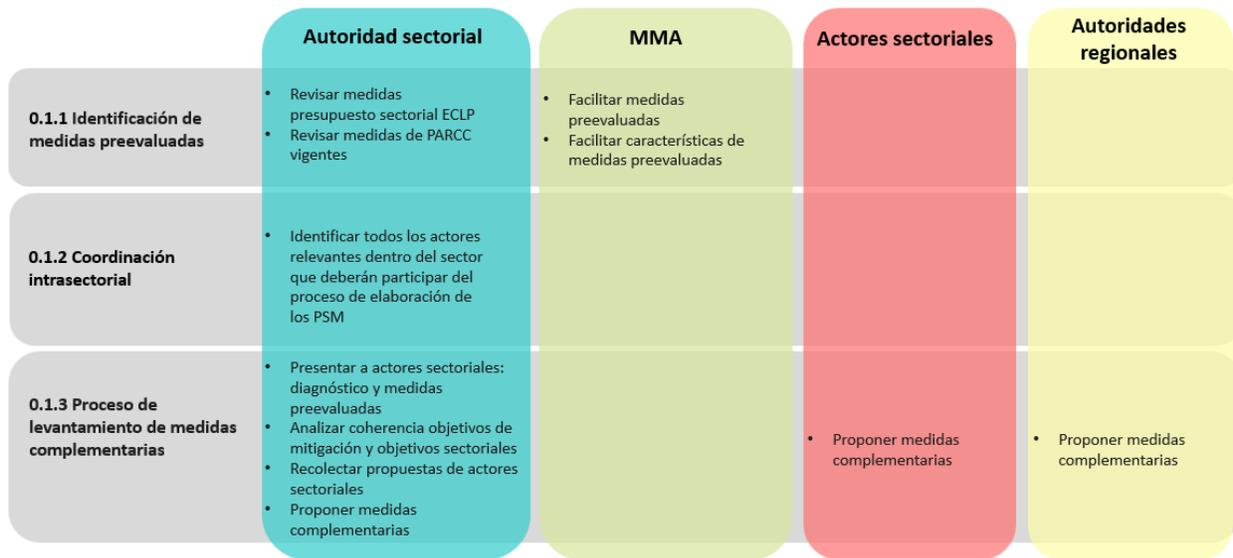 Autoridad sectorial
MMA
Actores sectoriales
Autoridades
regionales
0.1.1 Identificación de
medidas preevaluadas
• Revisar medidas
presupuesto sectorial ECLP
• Revisar medidas de PARCC
vigentes
• Facilitar medidas
preevaluadas
• Facilitar características de
medidas preevaluadas
0.1.2 Coordinación
intrasectorial
• Identificar todos los actores
relevantes dentro del sector
que deberán participar del
proceso de elaboración de
los PSM
0.1.3 Proceso de
levantamiento de medidas
complementarias
• Presentar a actores sectoriales:
diagnóstico y medidas
preevaluadas
• Analizar coherencia objetivos de
mitigación y objetivos sectoriales
• Recolectar propuestas de actores
sectoriales
• Proponer medidas
complementarias
• Proponer medidas
complementarias
• Proponer medidas
complementarias